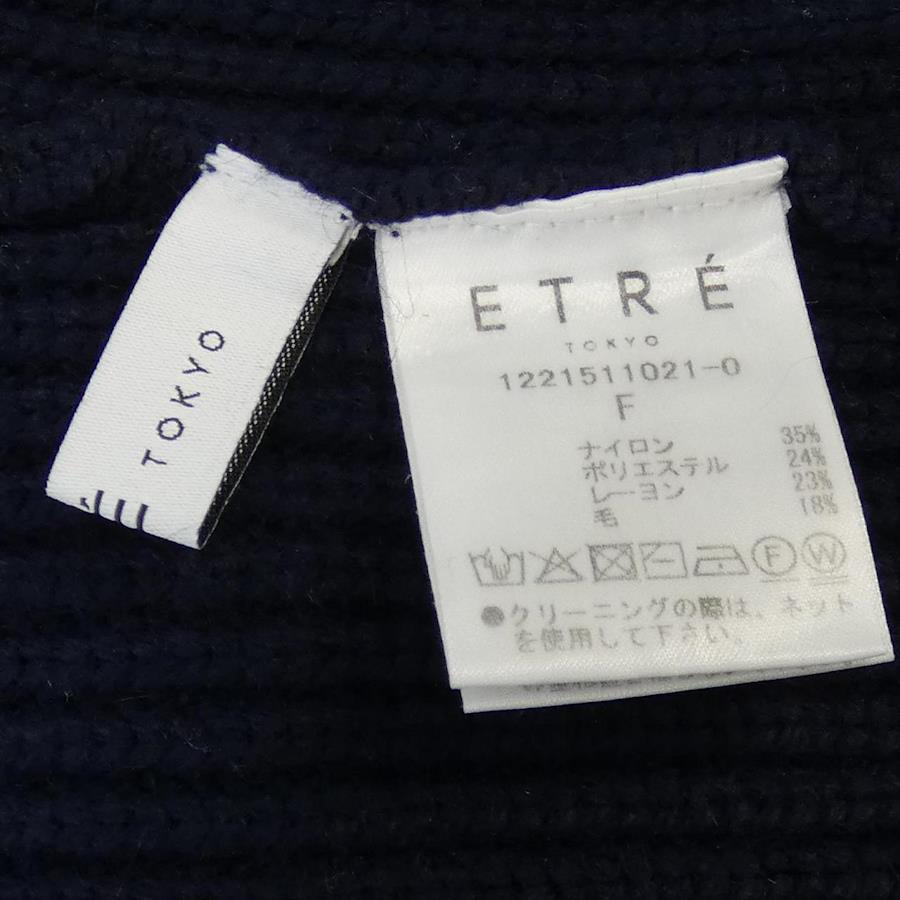 TOKYO
ETRÉ
TOKYO
1221511021-0
F
ナイロン 35%
ポリエステル 24%
レーヨン 23%
毛 18%
F W
●クリーニングの際は、ネット
を使用して下さい。